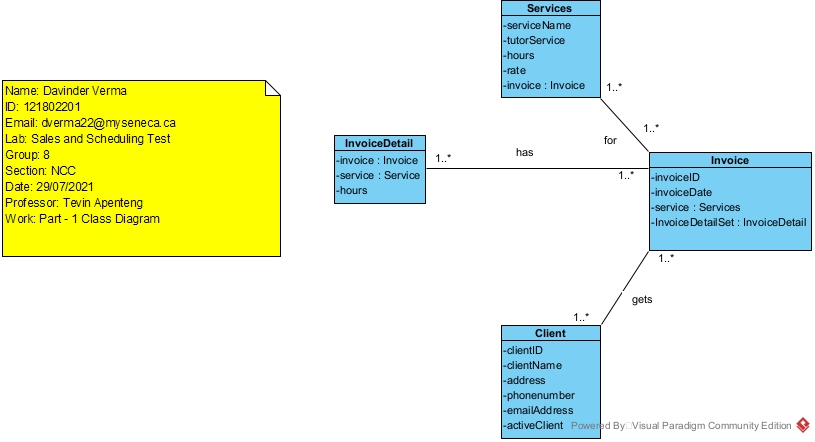 Name: Davinder Verma
ID: 121802201
Email: dverma22@myseneca.ca
Lab: Sales and Scheduling Test
Group: 8
Section: NCC
Date: 29/07/2021
Professor: Tevin Apenteng
Work: Part - 1 Class Diagram
Services
-serviceName
-tutorService
-hours
-rate
-invoice : Invoice
1..*
1..*
for
InvoiceDetail
-invoice : Invoice
-service : Service
-hours
1..*
has
1..*
Invoice
-invoiceID
-invoiceDate
-service : Services
-InvoiceDetailSet : InvoiceDetail
1..*
gets
1..*
Client
-clientID
-clientName
-address
-phonenumber
-emailAddress
-activeClient
Powered By Visual Paradigm Community Edition